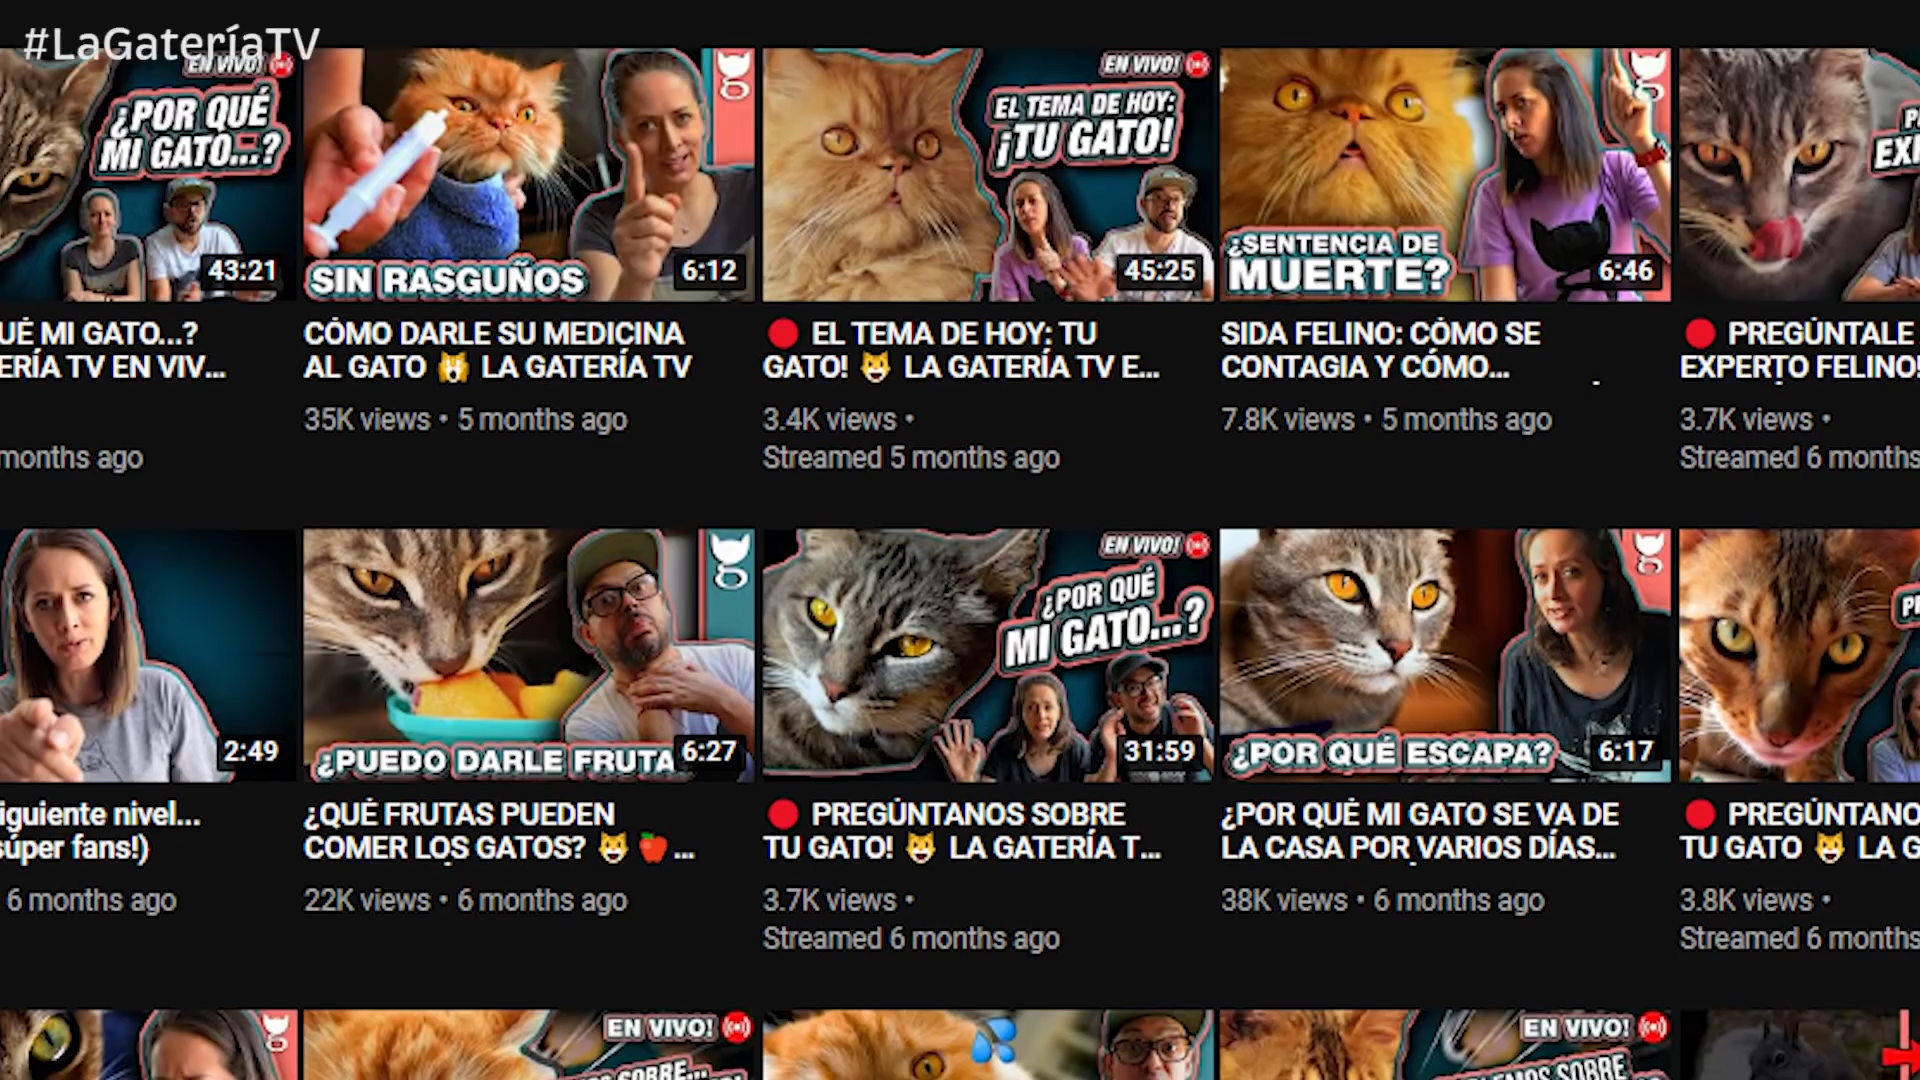 #LaGateríaTV
EN VIVO!
¿POR QUÉ
MI GATO...?
43:21
SIN RASGUÑOS
6:12
EN VIVO!
EL TEMA DE HOY:
¡TU GATO!
45:25
¿SENTENCIA DE
MUERTE?
6:46
UÉ MI GATO...?
ERÍA TV EN VIV...
months ago
CÓMO DARLE SU MEDICINA
AL GATO 🙀 LA GATERÍA TV
35K views • 5 months ago
🔴 EL TEMA DE HOY: TU
GATO! 😺 LA GATERÍA TV E...
3.4K views •
Streamed 5 months ago
SIDA FELINO: CÓMO SE
CONTAGIA Y CÓMO...
7.8K views • 5 months ago
🔴 PREGÚNTALE
EXPERTO FELINO!
3.7K views •
Streamed 6 months
2:49
¿PUEDO DARLE FRUTA
6:27
EN VIVO!
¿POR QUÉ
MI GATO...?
31:59
¿POR QUÉ ESCAPA?
6:17
iguiente nivel...
súper fans!)
6 months ago
¿QUÉ FRUTAS PUEDEN
COMER LOS GATOS? 😺 🍎 ...
22K views • 6 months ago
🔴 PREGÚNTANOS SOBRE
TU GATO! 😺 LA GATERÍA T...
3.7K views •
Streamed 6 months ago
¿POR QUÉ MI GATO SE VA DE
LA CASA POR VARIOS DÍAS...
38K views • 6 months ago
🔴 PREGÚNTANO
TU GATO 😺 LA G
3.8K views •
Streamed 6 months
EN VIVO!
EN VIVO!
SOBRE